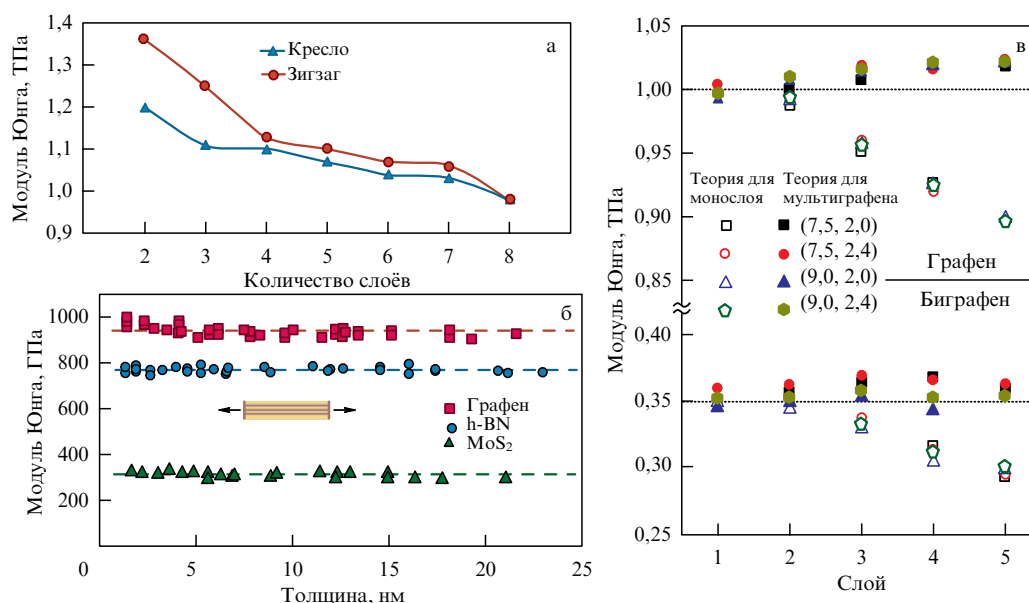 Модуль Юнга, ТПа
1,4
1,3
1,2
1,1
1,0
0,9
а
Кресло
Зигзаг
2 3 4 5 6 7 8
Количество слоёв
Модуль Юнга, ГПа
1000
800
600
400
200
б
Графен
h-BN
MoS2
0 5 10 15 20 25
Толщина, нм
Модуль Юнга, ТПа
1,05
1,00
0,95
0,90
0,85
0,40
0,35
0,30
0,25
в
Теория для монослоя
Теория для мультиграфена
(7,5, 2,0)
(7,5, 2,4)
(9,0, 2,0)
(9,0, 2,4)
Графен
Биграфен
1 2 3 4 5
Слой